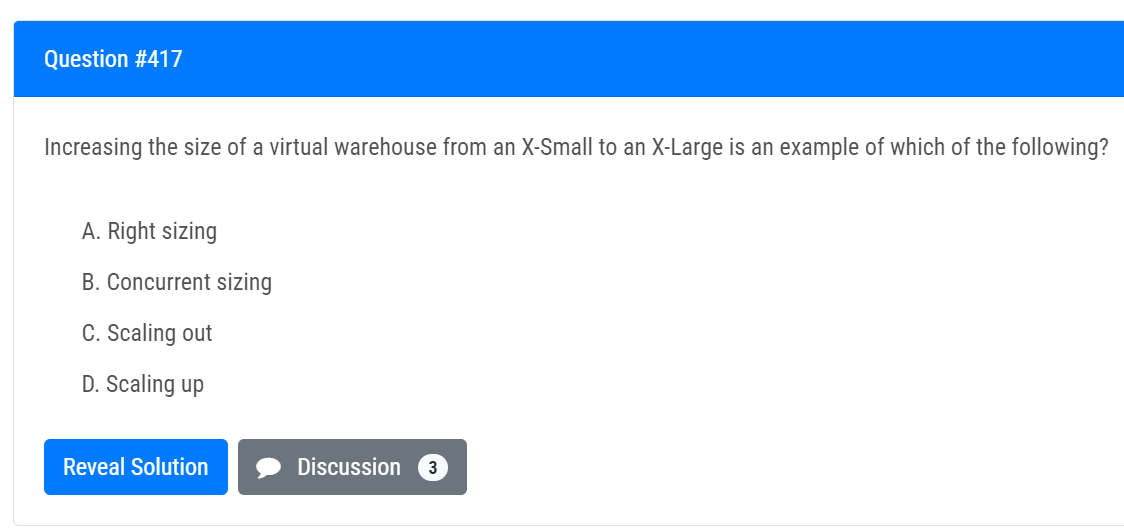 Question #417
Increasing the size of a virtual warehouse from an X-Small to an X-Large is an example of which of the following?
A. Right sizing
B. Concurrent sizing
C. Scaling out
D. Scaling up
Reveal Solution
Discussion 3